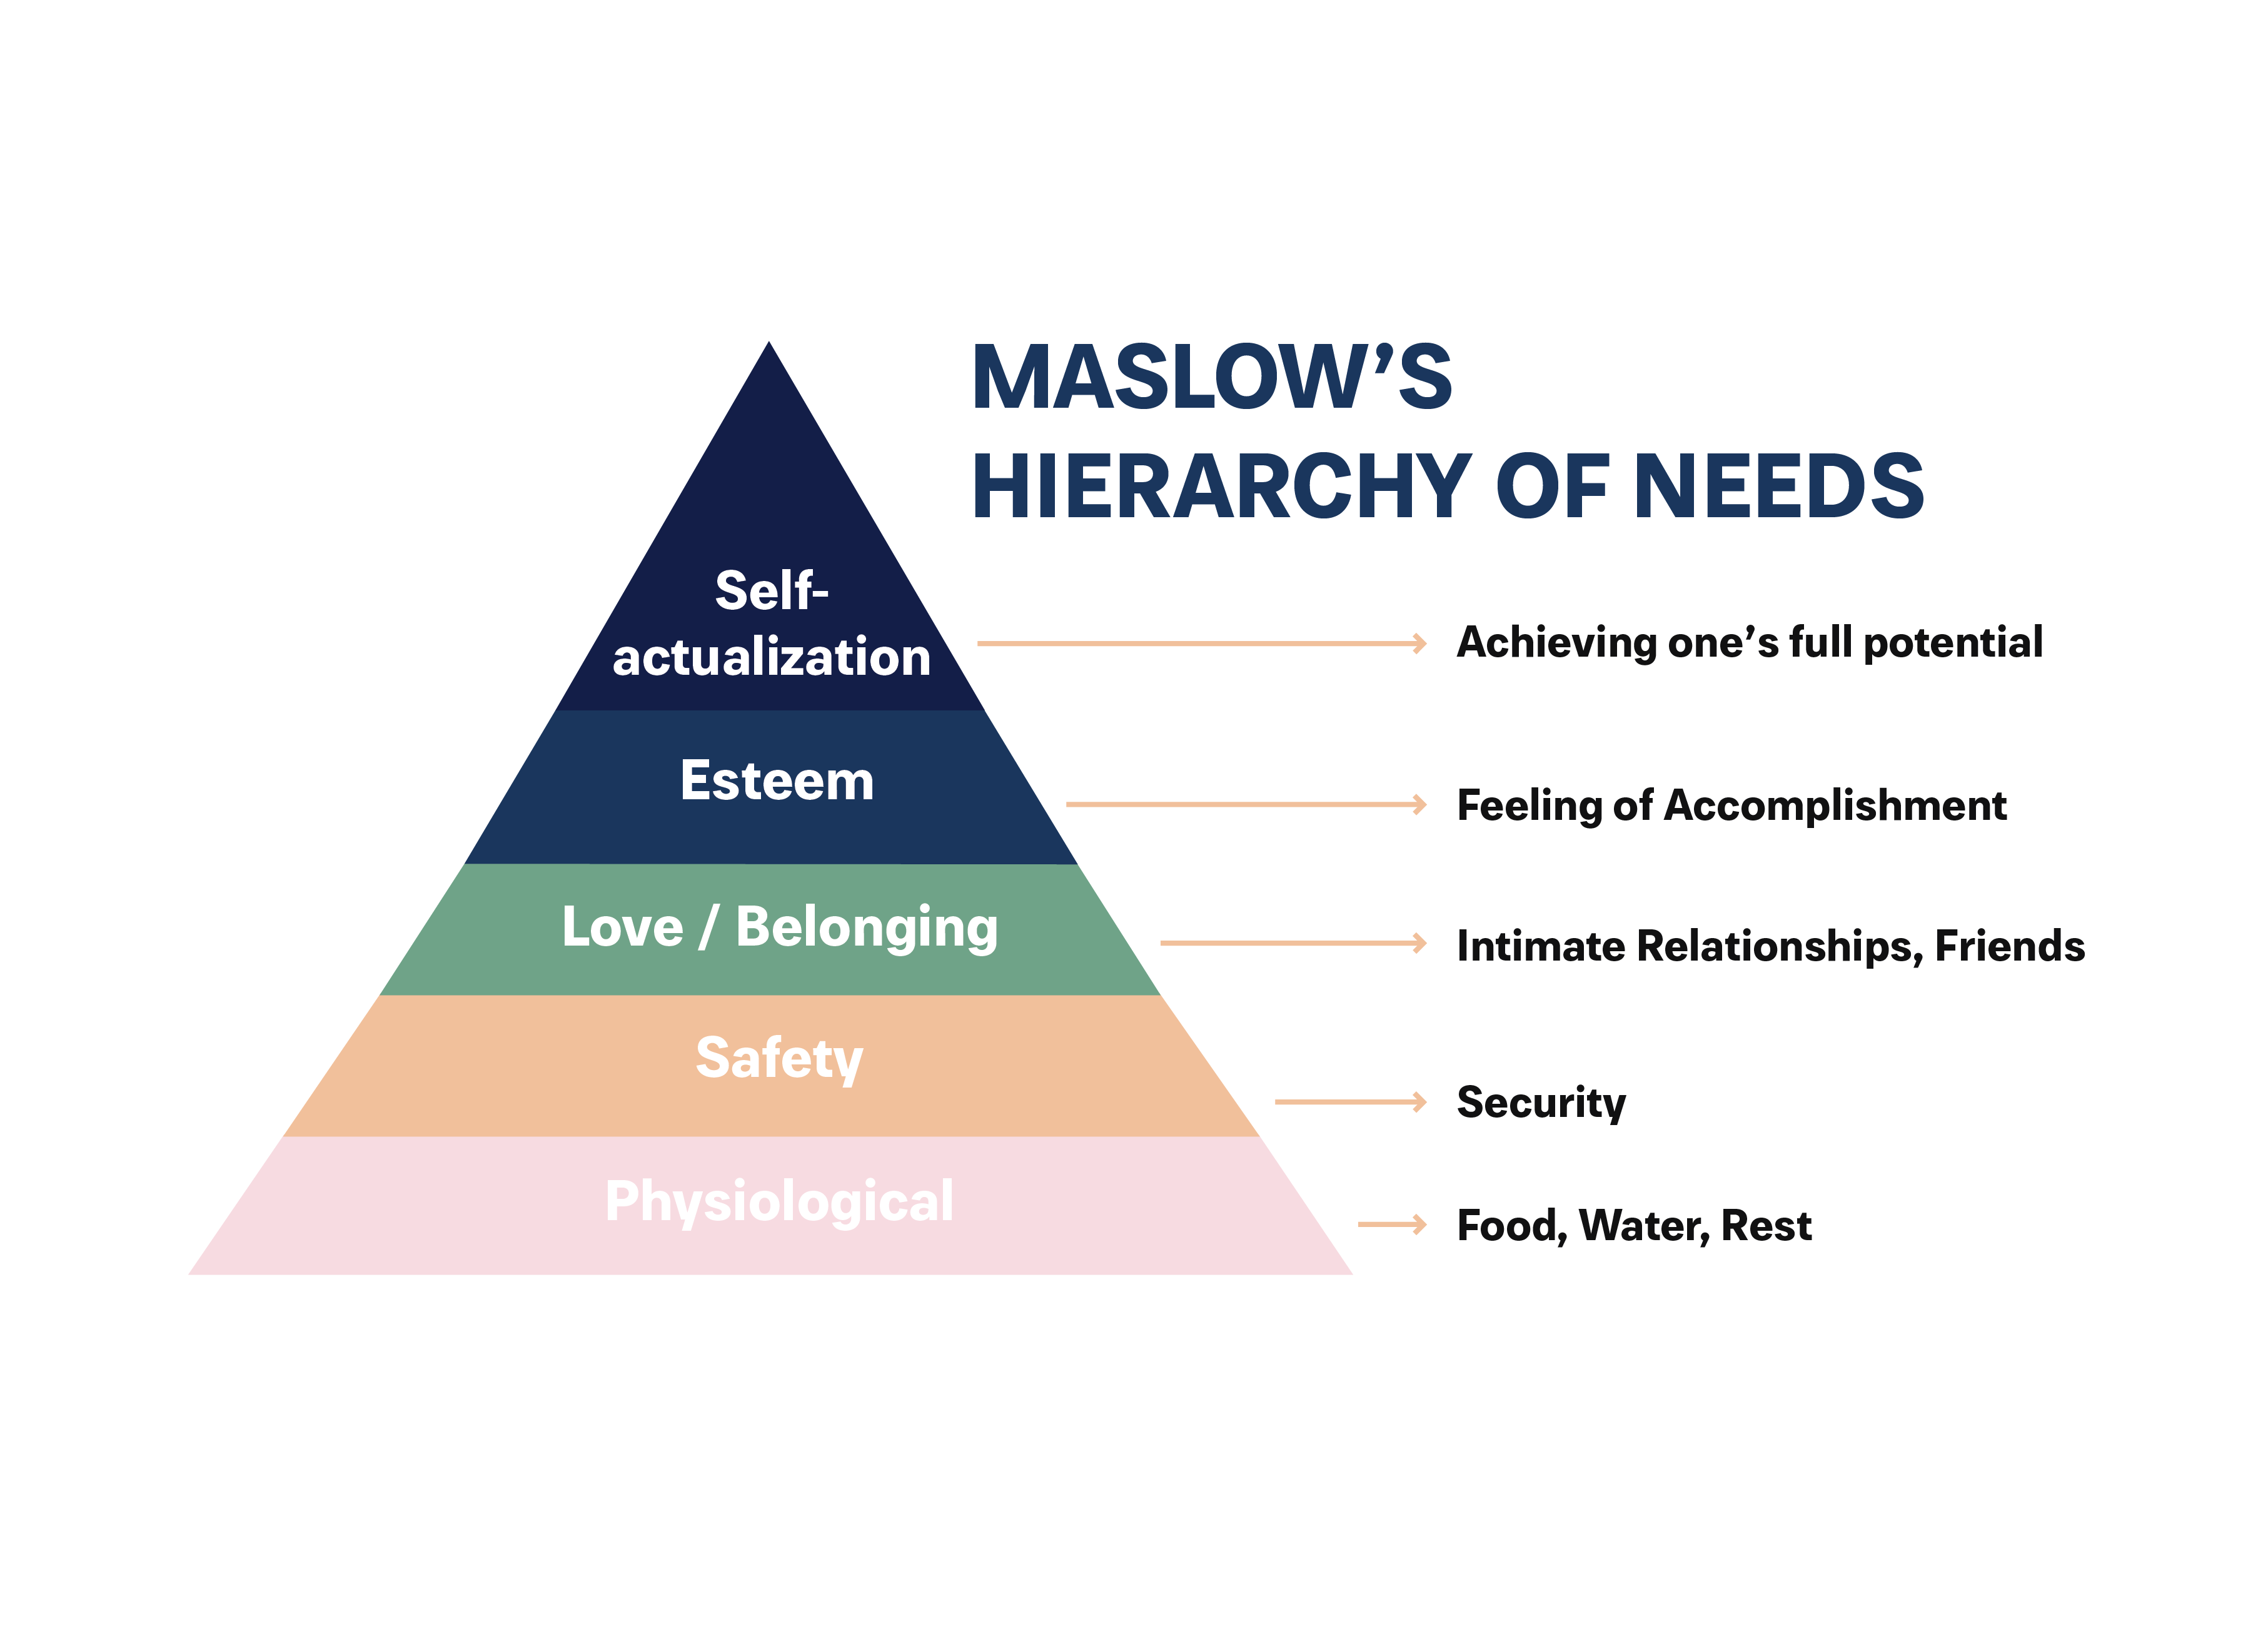 MASLOW’S
HIERARCHY OF NEEDS
Self-
actualization
Achieving one’s full potential
Esteem
Feeling of Accomplishment
Love / Belonging
Intimate Relationships, Friends
Safety
Security
Physiological
Food, Water, Rest